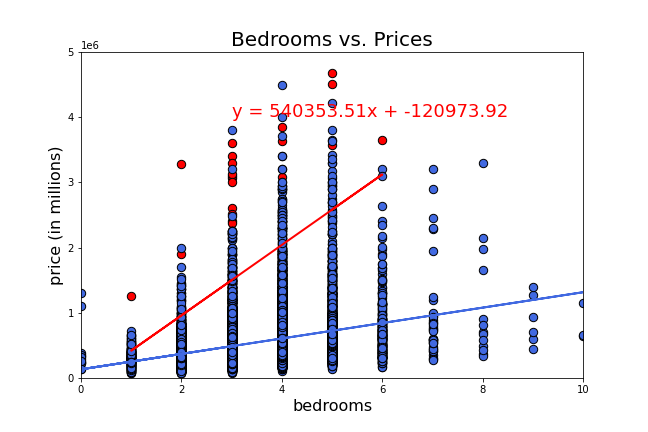 Bedrooms vs. Prices
1e6
y = 540353.51x + -120973.92
price (in millions)
5
4
3
2
1
0
0 2 4 6 8 10
bedrooms